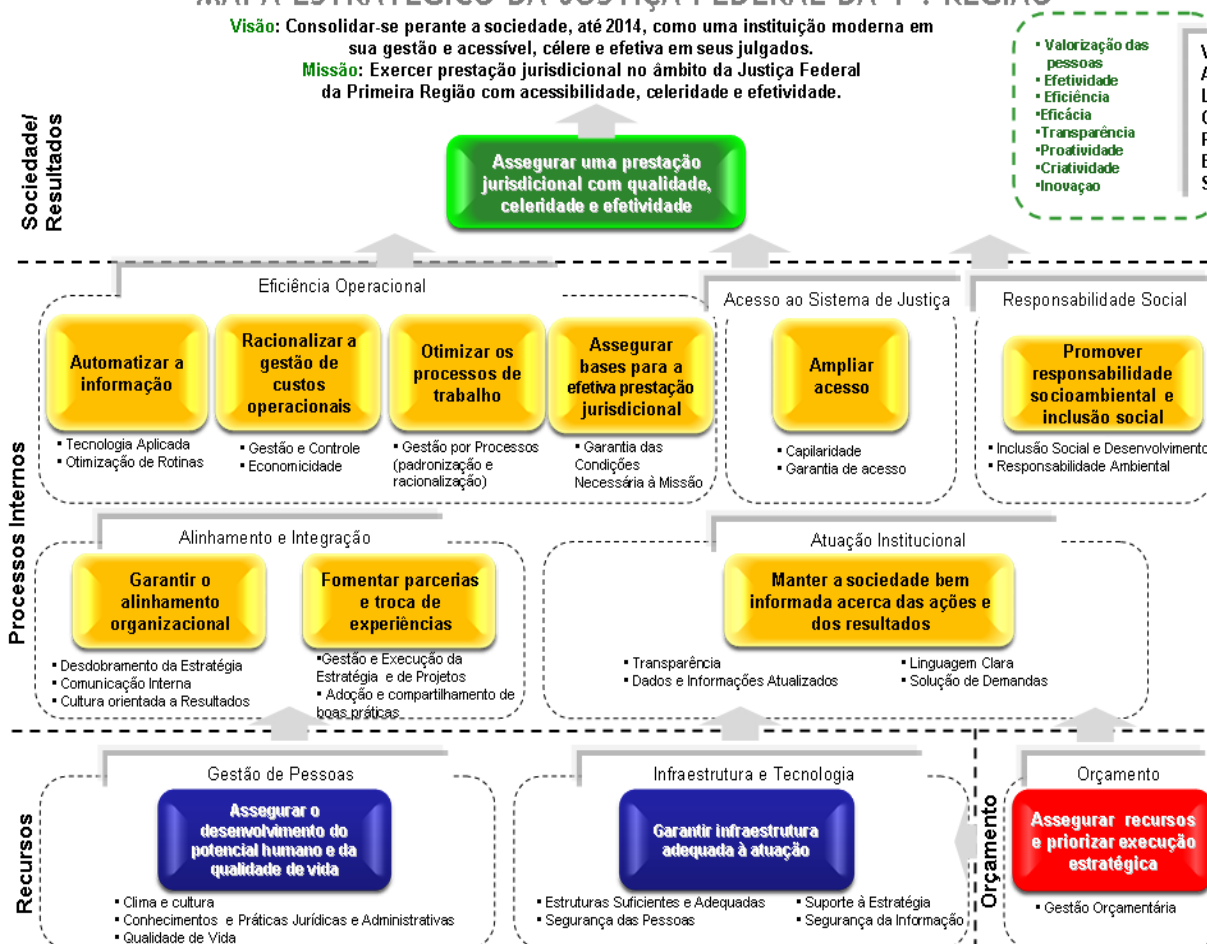 MAPA ESTRATÉGICO DA JUSTIÇA FEDERAL DA 1ª. REGIÃO
Visão: Consolidar-se perante a sociedade, até 2014, como uma instituição moderna em
sua gestão e acessível, célere e efetiva em seus julgados.
Missão: Exercer prestação jurisdicional no âmbito da Justiça Federal
da Primeira Região com acessibilidade, celeridade e efetividade.
▪ Valorização das
pessoas
▪ Efetividade
▪ Eficiência
▪Eficácia
▪Transparência
▪Proatividade
▪Criatividade
▪Inovaçao
V
A
L
O
R
E
S
Sociedade/
Resultados
Assegurar uma prestação
jurisdicional com qualidade,
celeridade e efetividade
Processos Internos
Eficiência Operacional
Automatizar a
informação
▪ Tecnologia Aplicada
▪ Otimização de Rotinas
Racionalizar a
gestão de
custos
operacionais
▪ Gestão e Controle
▪ Economicidade
Otimizar os
processos de
trabalho
▪ Gestão por Processos
(padronização e
racionalização)
Assegurar
bases para a
efetiva prestação
jurisdicional
▪ Garantia das
Condições
Necessária à Missão
Acesso ao Sistema de Justiça
Ampliar
acesso
▪ Capilaridade
▪ Garantia de acesso
Responsabilidade Social
Promover
responsabilidade
socioambiental e
inclusão social
▪ Inclusão Social e Desenvolvimento
▪ Responsabilidade Ambiental
Alinhamento e Integração
Garantir o
alinhamento
organizacional
▪ Desdobramento da Estratégia
▪ Comunicação Interna
▪ Cultura orientada a Resultados
Fomentar parcerias
e troca de
experiências
▪Gestão e Execução da
Estratégia e de Projetos
▪ Adoção e compartilhamento de
boas práticas
Atuação Institucional
Manter a sociedade bem
informada acerca das ações e
dos resultados
▪ Transparência
▪ Dados e Informações Atualizados
▪ Linguagem Clara
▪ Solução de Demandas
Recursos
Gestão de Pessoas
Assegurar o
desenvolvimento do
potencial humano e da
qualidade de vida
▪ Clima e cultura
▪ Conhecimentos e Práticas Jurídicas e Administrativas
▪ Qualidade de Vida
Infraestrutura e Tecnologia
Garantir infraestrutura
adequada à atuação
▪ Estruturas Suficientes e Adequadas
▪ Segurança das Pessoas
▪ Suporte à Estratégia
▪ Segurança da Informação
Orçamento
Orçamento
Assegurar recursos
e priorizar execução
estratégica
▪ Gestão Orçamentária